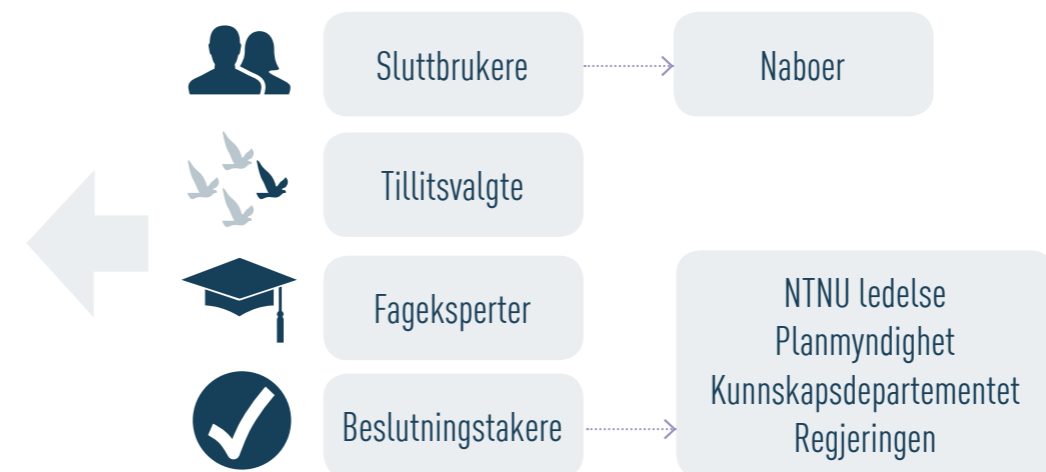 Sluttbrukere
Naboer
Tillitsvalgte
Fageksperter
Beslutningstakere
NTNU ledelse
Planmyndighet
Kunnskapsdepartementet
Regjeringen